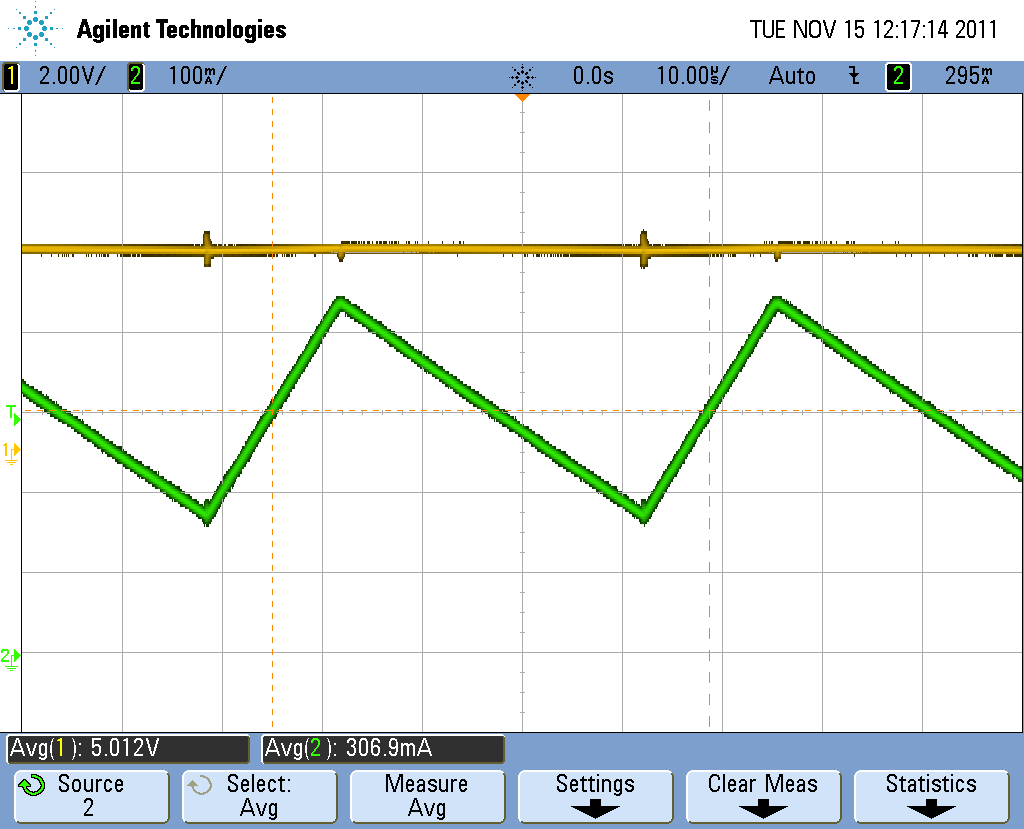 Agilent Technologies
TUE NOV 15 12:17:14 2011
1 2.00V/ 2 100mA/ 0.0s 10.00µs/ Auto 2 295mA
T
1
2
Avg(1): 5.012V Avg(2): 306.9mA
Source Select: Measure Settings Clear Meas Statistics
2 Avg Avg